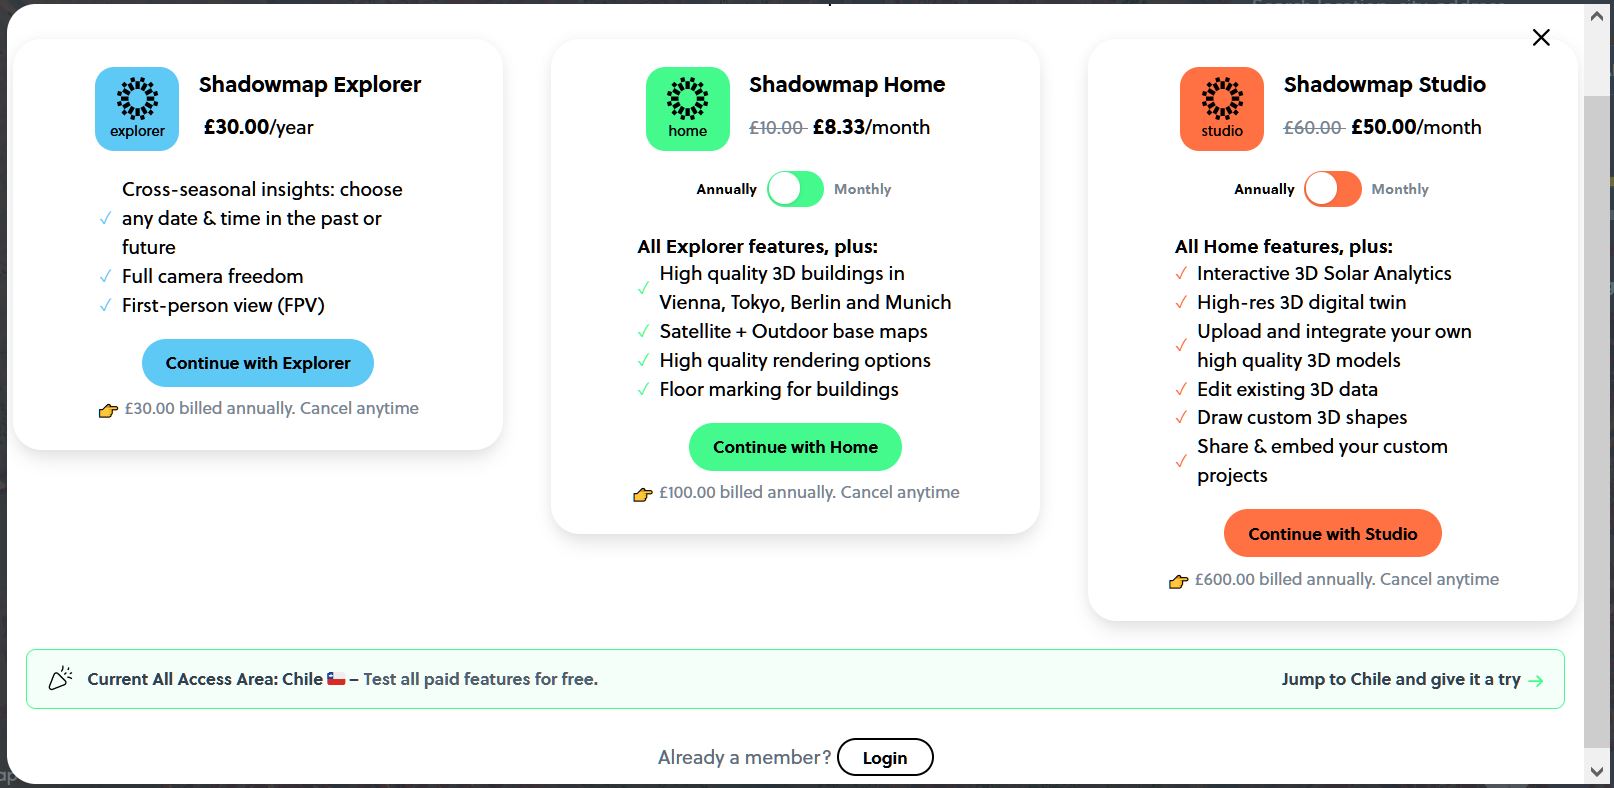 explorer
Shadowmap Explorer
£30.00/year
Cross-seasonal insights: choose
any date & time in the past or
future
Full camera freedom
First-person view (FPV)
Continue with Explorer
£30.00 billed annually. Cancel anytime
home
Shadowmap Home
£10.00 £8.33/month
Annually Monthly
All Explorer features, plus:
High quality 3D buildings in
Vienna, Tokyo, Berlin and Munich
Satellite + Outdoor base maps
High quality rendering options
Floor marking for buildings
Continue with Home
£100.00 billed annually. Cancel anytime
studio
Shadowmap Studio
£60.00 £50.00/month
Annually Monthly
All Home features, plus:
Interactive 3D Solar Analytics
High-res 3D digital twin
Upload and integrate your own
high quality 3D models
Edit existing 3D data
Draw custom 3D shapes
Share & embed your custom
projects
Continue with Studio
£600.00 billed annually. Cancel anytime
Current All Access Area: Chile 🇨🇱 – Test all paid features for free.
Jump to Chile and give it a try →
Already a member? Login